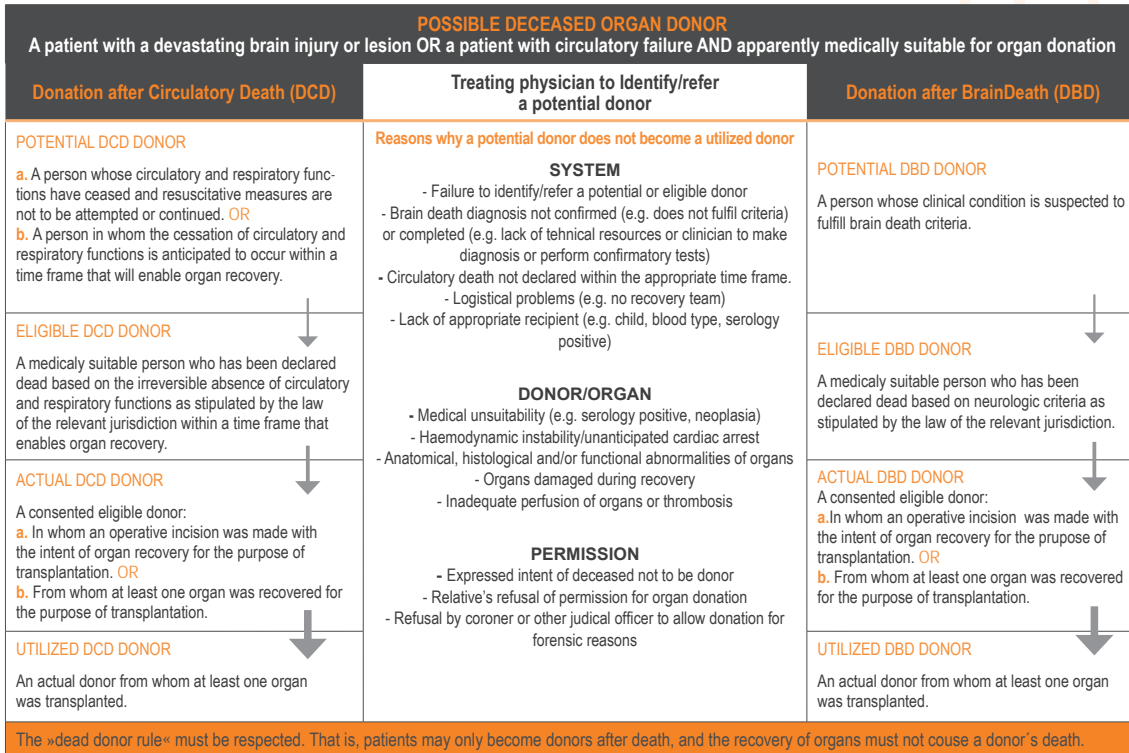 POSSIBLE DECEASED ORGAN DONOR
A patient with a devastating brain injury or lesion OR a patient with circulatory failure AND apparently medically suitable for organ donation
Donation after Circulatory Death (DCD)
POTENTIAL DCD DONOR
a. A person whose circulatory and respiratory func-
tions have ceased and resuscitative measures are
not to be attempted or continued. OR
b. A person in whom the cessation of circulatory and
respiratory functions is anticipated to occur within a
time frame that will enable organ recovery.
ELIGIBLE DCD DONOR
A medicaly suitable person who has been declared
dead based on the irreversible absence of circulatory
and respiratory functions as stipulated by the law
of the relevant jurisdiction within a time frame that
enables organ recovery.
ACTUAL DCD DONOR
A consented eligible donor:
a. In whom an operative incision was made with
the intent of organ recovery for the purpose of
transplantation. OR
b. From whom at least one organ was recovered for
the purpose of transplantation.
UTILIZED DCD DONOR
An actual donor from whom at least one organ
was transplanted.
Treating physician to Identify/refer
a potential donor
Reasons why a potential donor does not become a utilized donor
SYSTEM
- Failure to identify/refer a potential or eligible donor
- Brain death diagnosis not confirmed (e.g. does not fulfil criteria)
or completed (e.g. lack of tehnical resources or clinician to make
diagnosis or perform confirmatory tests)
- Circulatory death not declared within the appropriate time frame.
- Logistical problems (e.g. no recovery team)
- Lack of appropriate recipient (e.g. child, blood type, serology
positive)
DONOR/ORGAN
- Medical unsuitability (e.g. serology positive, neoplasia)
- Haemodynamic instability/unanticipated cardiac arrest
- Anatomical, histological and/or functional abnormalities of organs
- Organs damaged during recovery
- Inadequate perfusion of organs or thrombosis
PERMISSION
- Expressed intent of deceased not to be donor
- Relative's refusal of permission for organ donation
- Refusal by coroner or other judical officer to allow donation for
forensic reasons
Donation after BrainDeath (DBD)
POTENTIAL DBD DONOR
A person whose clinical condition is suspected to
fulfill brain death criteria.
ELIGIBLE DBD DONOR
A medicaly suitable person who has been
declared dead based on neurologic criteria as
stipulated by the law of the relevant jurisdiction.
ACTUAL DBD DONOR
A consented eligible donor:
a.In whom an operative incision was made with
the intent of organ recovery for the prupose of
transplantation. OR
b. From whom at least one organ was recovered
for the purpose of transplantation.
UTILIZED DBD DONOR
An actual donor from whom at least one organ
was transplanted.
The »dead donor rule« must be respected. That is, patients may only become donors after death, and the recovery of organs must not couse a donor´s death.